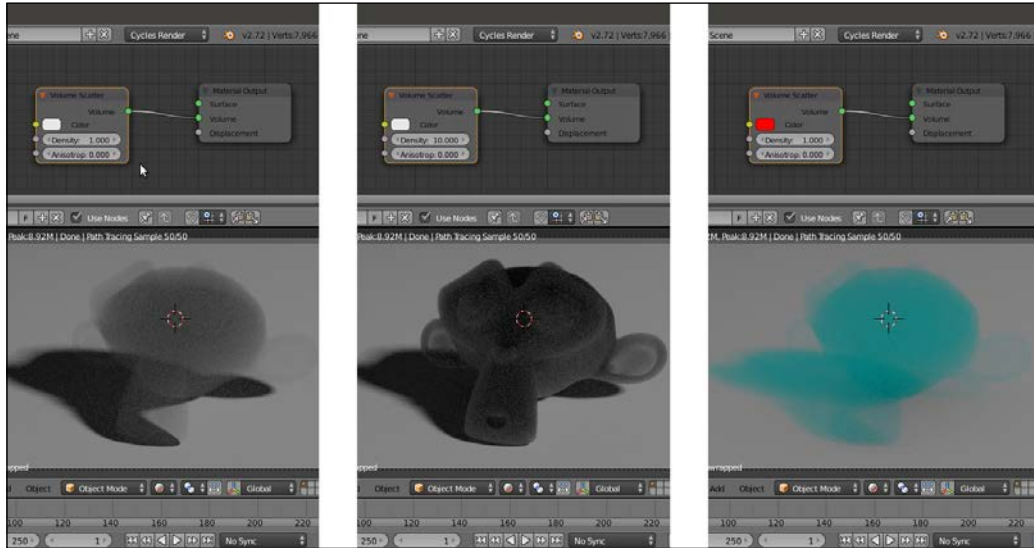 ene Cycles Render v2.72 | Verts:7,966
Volume Scatter
Volume
Color
Density: 1.000
Anisotrop: 0.000
Material Output
Surface
Volume
Displacement
F Use Nodes
Peak:8.92M | Done | Path Tracing Sample 50/50
Object Object Mode Global
100 120 140 160 180 200 220
250 1 No Sync
ne Cycles Render v2.72 | Verts:7,966
Volume Scatter
Volume
Color
Density: 10.000
Anisotrop: 0.000
Material Output
Surface
Volume
Displacement
F Use Nodes
Peak:8.92M | Done | Path Tracing Sample 50/50
Object Object Mode Global
100 120 140 160 180 200 220
250 1 No Sync
Scene Cycles Render v2.72 | Verts:7,9
Volume Scatter
Volume
Color
Density: 1.000
Anisotrop: 0.000
Material Output
Surface
Volume
Displacement
F Use Nodes
M, Peak:8.92M | Done | Path Tracing Sample 50/50
Add Object Object Mode Global
100 120 140 160 180 200 220
250 1 No Sync